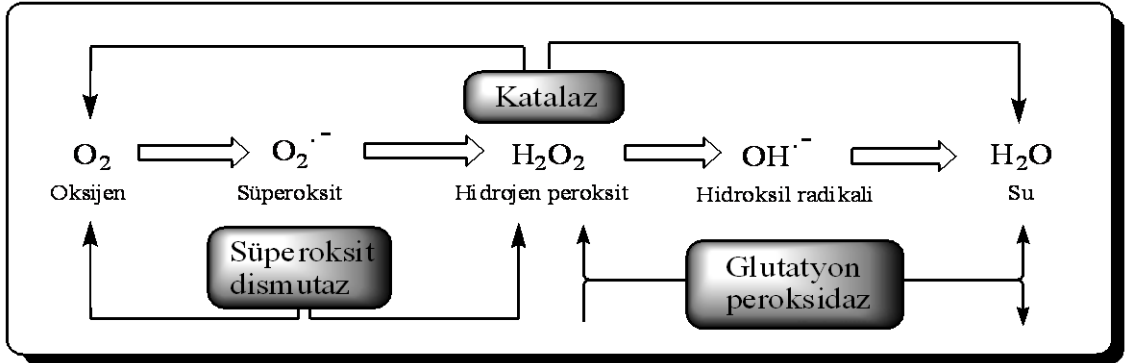 Katalaz
O₂ O₂·⁻ H₂O₂ OH·⁻ H₂O
Oksijen Süperoksit Hidrojen peroksit Hidroksil radikali Su
Süperoksit
dismutaz
Glutatyon
peroksidaz